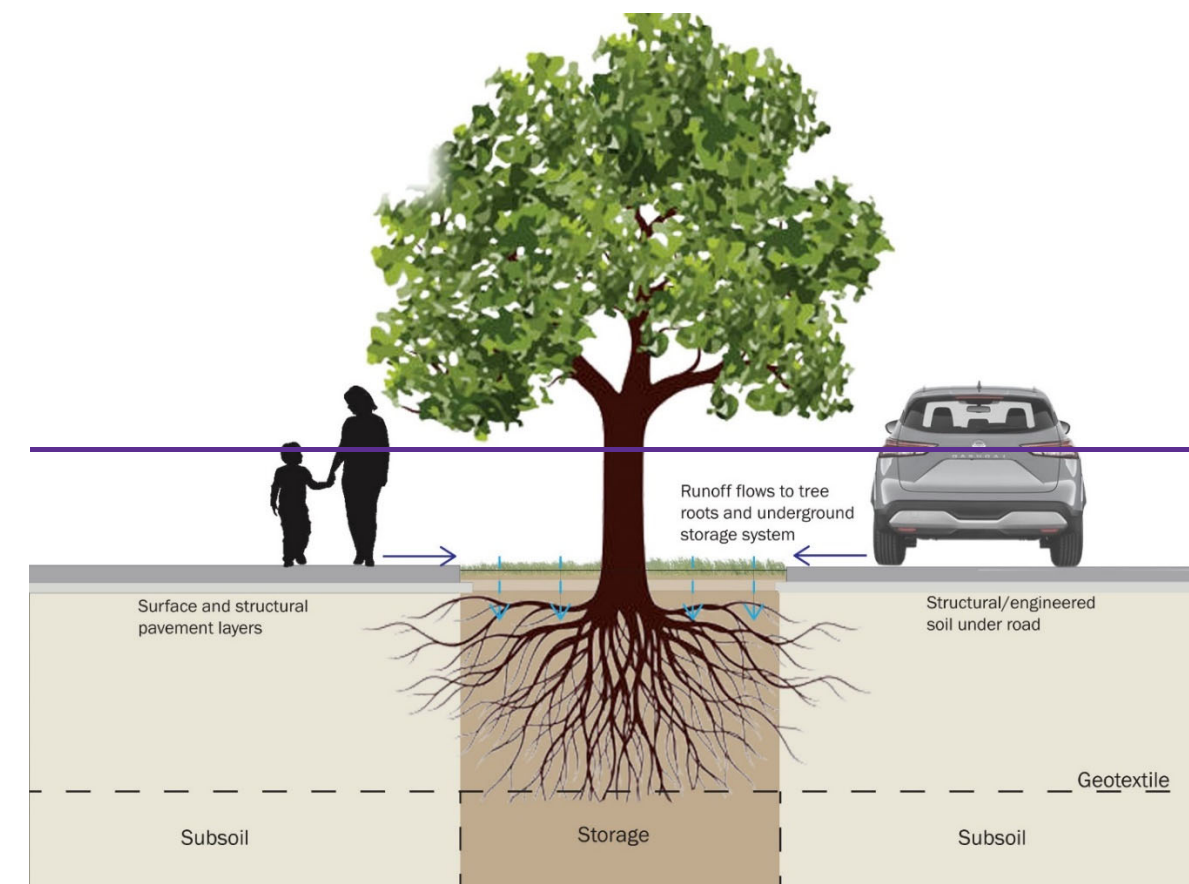 Runoff flows to tree
roots and underground
storage system
Surface and structural
pavement layers
Structural/engineered
soil under road
Geotextile
Subsoil
Storage
Subsoil